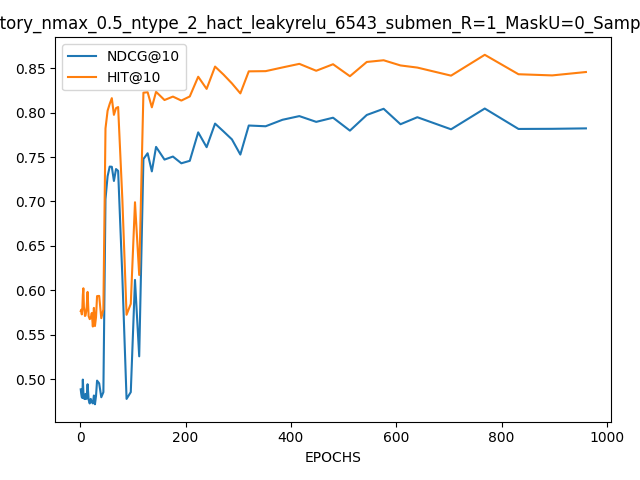 tory_nmax_0.5_ntype_2_hact_leakyrelu_6543_submen_R=1_MaskU=0_Samp
NDCG@10
HIT@10
0.85
0.80
0.75
0.70
0.65
0.60
0.55
0.50
0 200 400 600 800 1000
EPOCHS